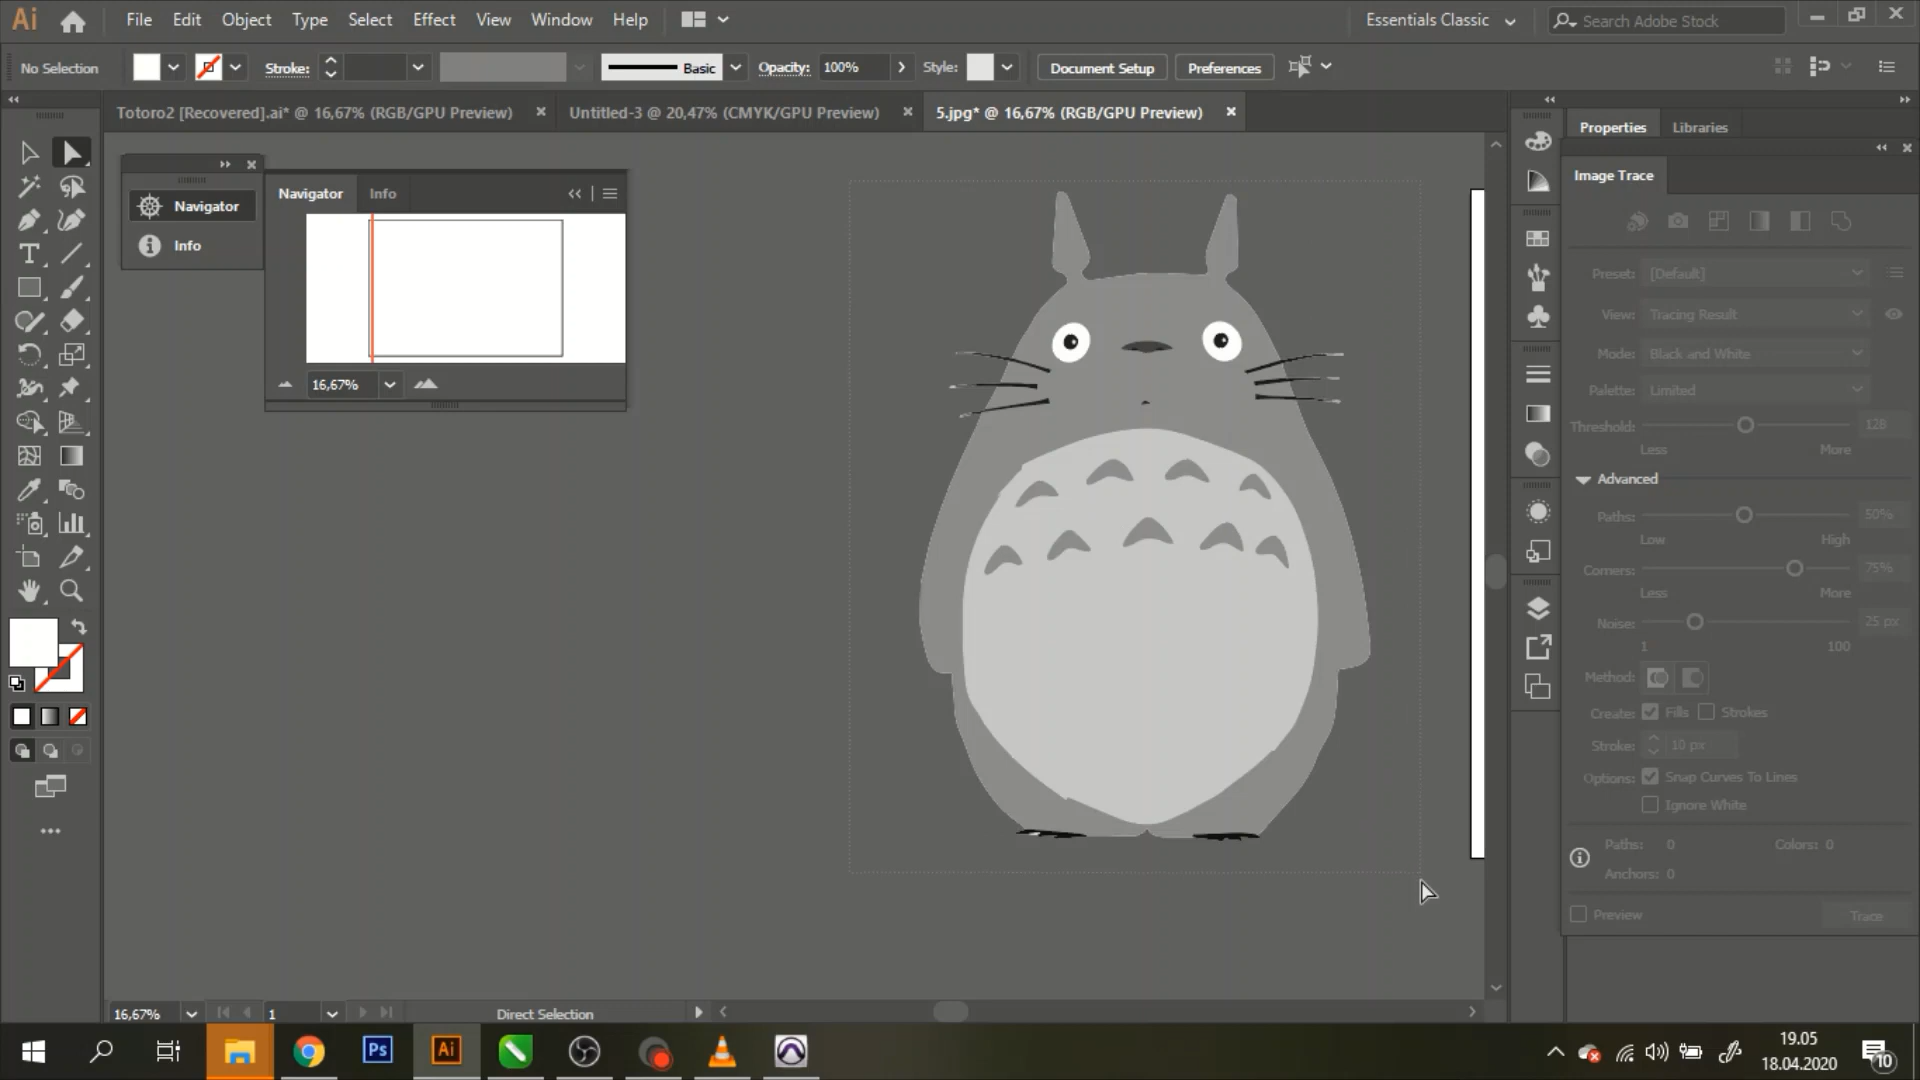 Ai File Edit Object Type Select Effect View Window Help Essentials Classic Search Adobe Stock
No Selection Stroke: Basic Opacity: 100% Style: Document Setup Preferences
Totoro2 [Recovered].ai* @ 16,67% (RGB/GPU Preview) Untitled-3 @ 20,47% (CMYK/GPU Preview) 5.jpg* @ 16,67% (RGB/GPU Preview)
Properties Libraries
Image Trace
Navigator
Info
Navigator Info
16,67%
Preset: [Default]
View: Tracing Result
Mode: Black and White
Palette: Limited
Threshold: 128
Less More
Advanced
Paths: 50%
Low High
Corners: 75%
Less More
Noise: 25 px
1 100
Method:
Create: Fills Strokes
Stroke: 10 px
Options: Snap Curves To Lines
Ignore White
Paths: 0 Colors: 0
Anchors: 0
Preview Trace
16,67% 1 Direct Selection
Ps Ai
19.05
18.04.2020
10